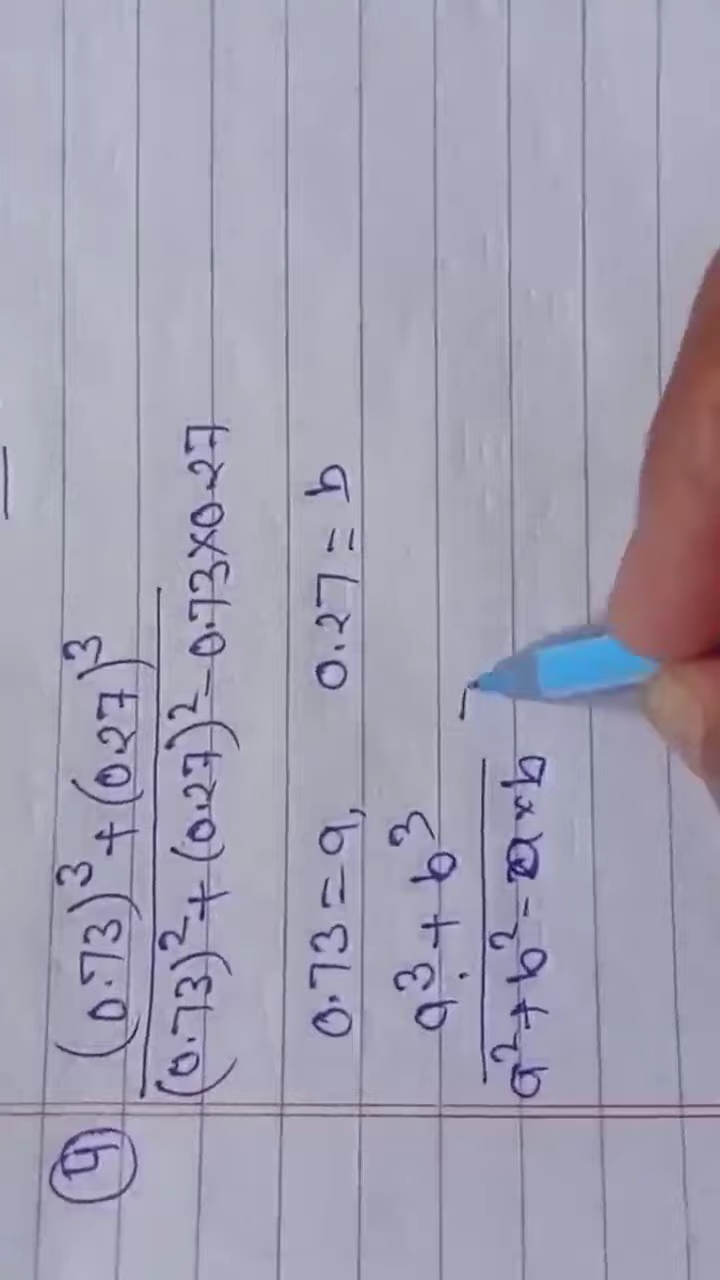 (4) (0.73)³ + (0.27)³
(0.73)² + (0.27)² - 0.73×0.27
0.73 = a, 0.27 = b
a³ + b³
a² + b² - a×b